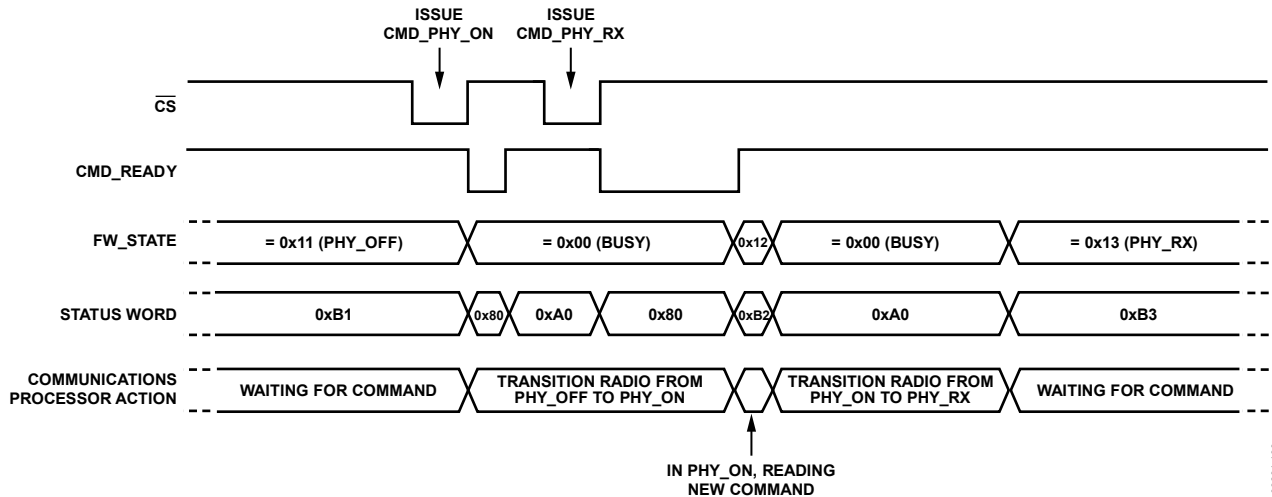 ISSUE
CMD_PHY_ON
ISSUE
CMD_PHY_RX
CS
CMD_READY
FW_STATE
= 0x11 (PHY_OFF)
= 0x00 (BUSY)
0x12
= 0x00 (BUSY)
= 0x13 (PHY_RX)
STATUS WORD
0xB1
0x80
0xA0
0x80
0xB2
0xA0
0xB3
COMMUNICATIONS
PROCESSOR ACTION
WAITING FOR COMMAND
TRANSITION RADIO FROM
PHY_OFF TO PHY_ON
TRANSITION RADIO FROM
PHY_ON TO PHY_RX
WAITING FOR COMMAND
IN PHY_ON, READING
NEW COMMAND